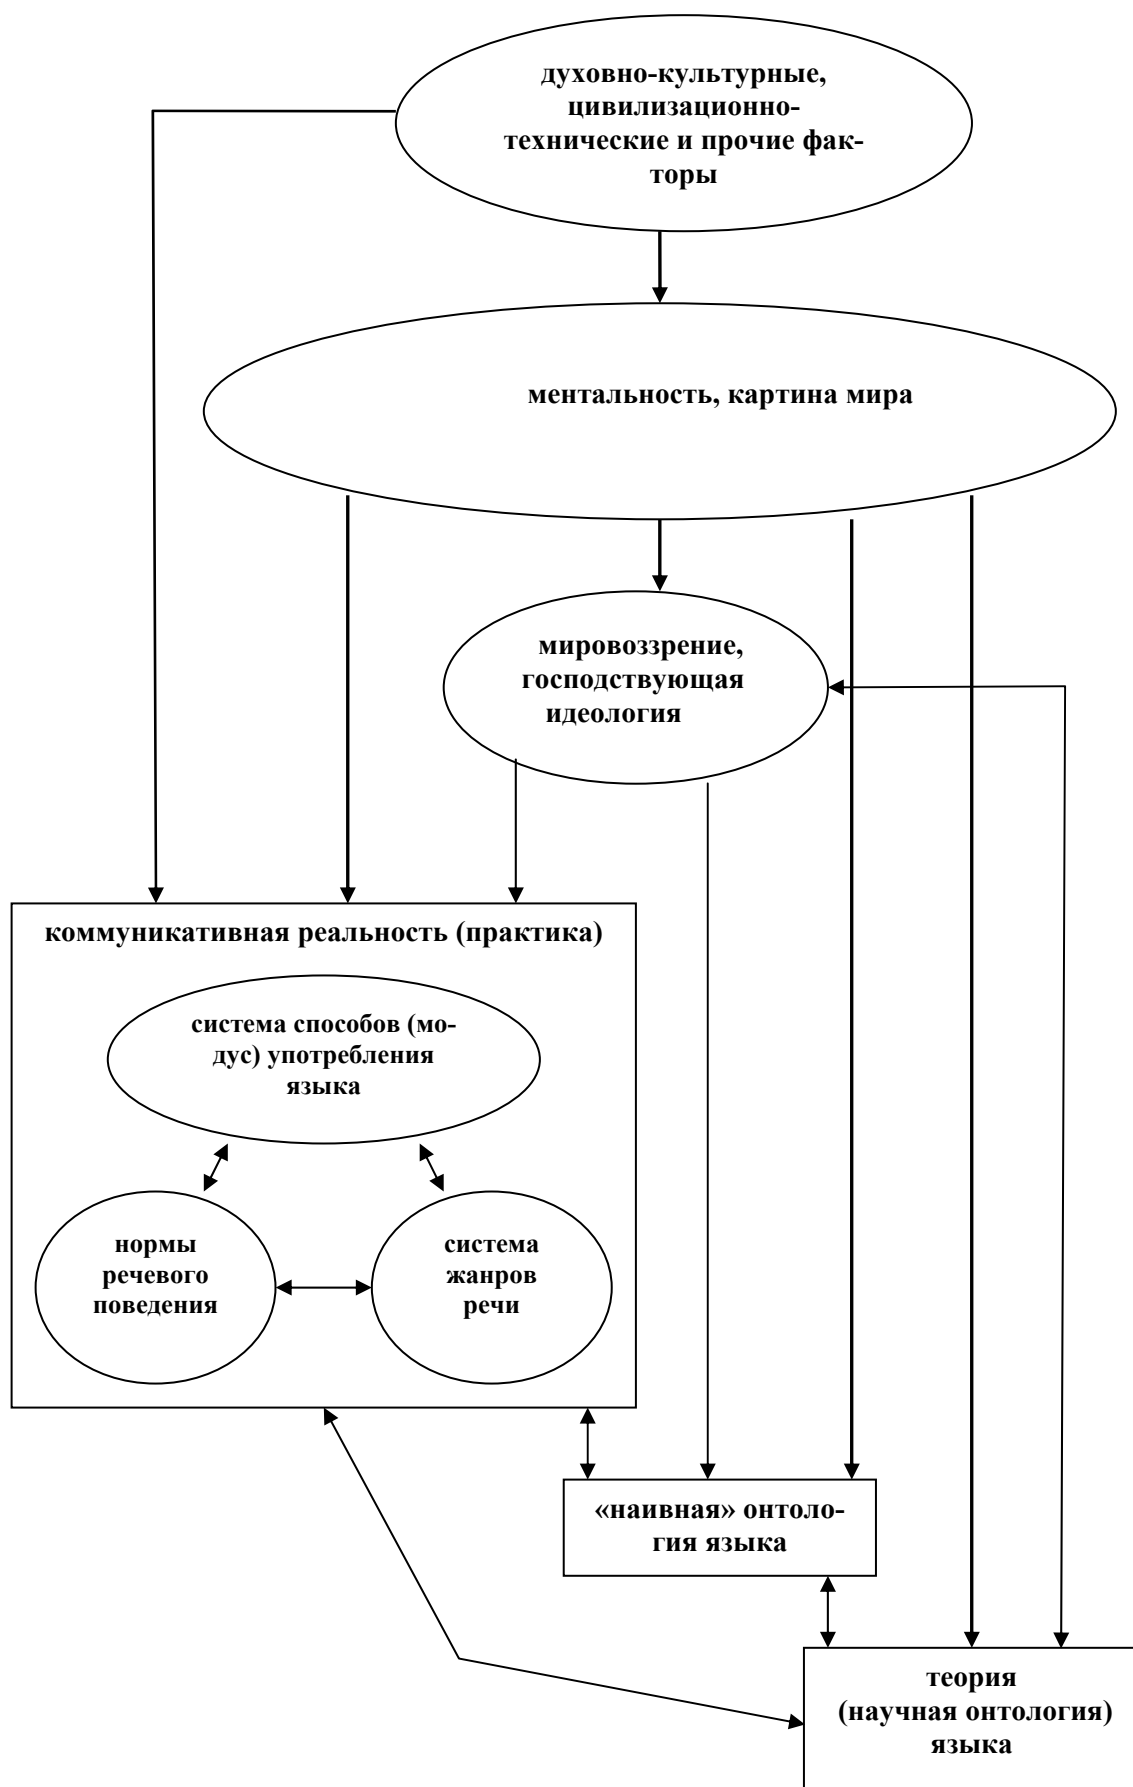 духовно-культурные,
цивилизационно-
технические и прочие фак-
торы
ментальность, картина мира
мировоззрение,
господствующая
идеология
коммуникативная реальность (практика)
система способов (мо-
дус) употребления
языка
нормы
речевого
поведения
система
жанров
речи
«наивная» онтоло-
гия языка
теория
(научная онтология)
языка